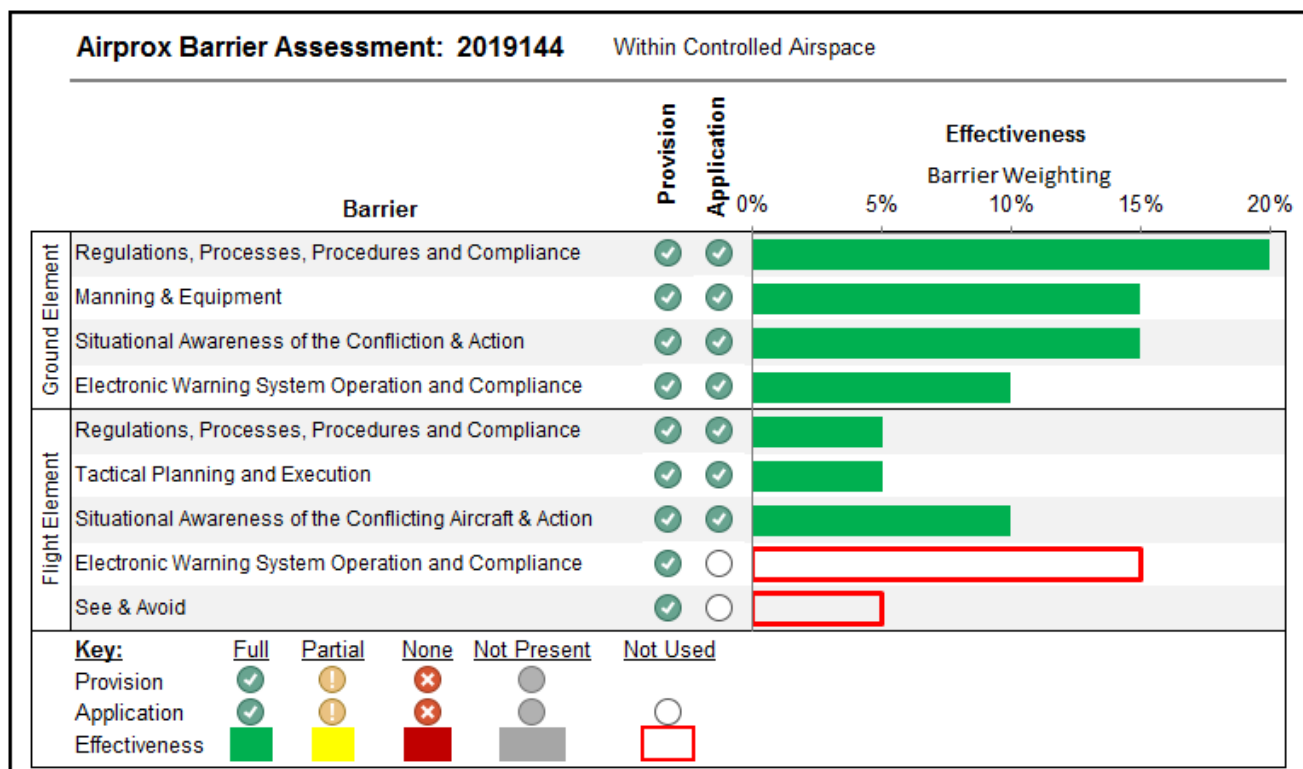 Airprox Barrier Assessment: 2019144 Within Controlled Airspace
Provision
Application
Effectiveness
Barrier Weighting
Barrier
0% 5% 10% 15% 20%
Ground Element
Regulations, Processes, Procedures and Compliance
Manning & Equipment
Situational Awareness of the Confliction & Action
Electronic Warning System Operation and Compliance
Flight Element
Regulations, Processes, Procedures and Compliance
Tactical Planning and Execution
Situational Awareness of the Conflicting Aircraft & Action
Electronic Warning System Operation and Compliance
See & Avoid
Key: Full Partial None Not Present Not Used
Provision
Application
Effectiveness